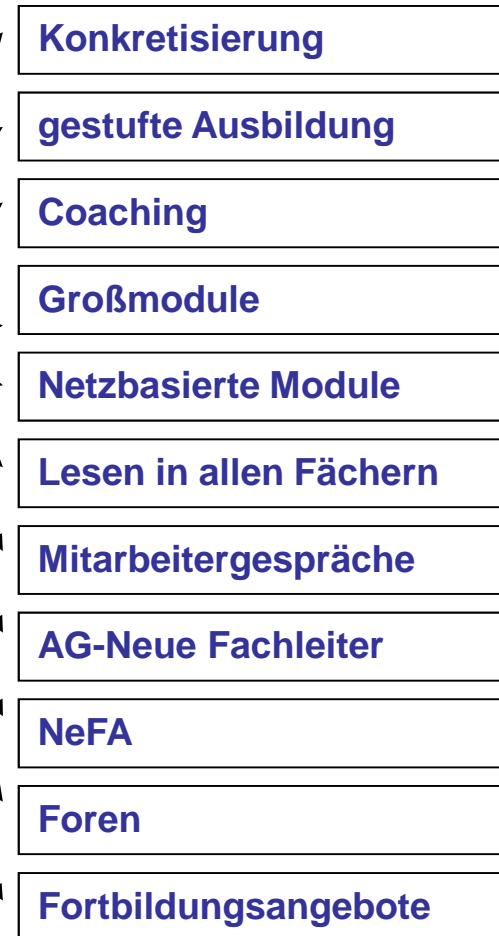 Konkretisierung
gestufte Ausbildung
Coaching
Großmodule
Netzbasierte Module
Lesen in allen Fächern
Mitarbeitergespräche
AG-Neue Fachleiter
NeFA
Foren
Fortbildungsangebote